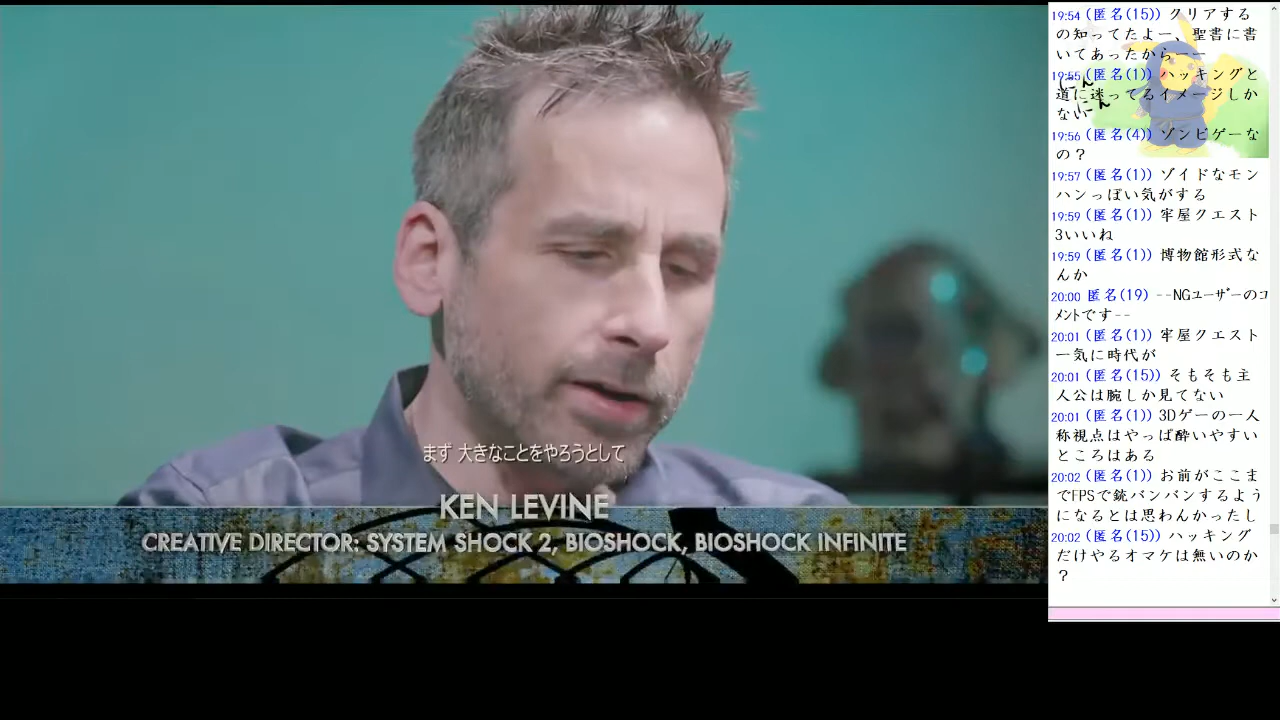 まず 大きなことをやろうとして
KEN LEVINE
CREATIVE DIRECTOR: SYSTEM SHOCK 2, BIOSHOCK, BIOSHOCK INFINITE
19:54 (匿名(15)) クリアする
の知ってたよー、聖書に書
いてあったからーー
19:55 (匿名(1)) ハッキングと
道に迷ってるイメージしか
ない
にん
にん
19:56 (匿名(4)) ゾンビゲーな
の？
19:57 (匿名(1)) ゾイドなモン
ハンっぽい気がする
19:59 (匿名(1)) 牢屋クエスト
3いいね
19:59 (匿名(1)) 博物館形式な
んか
20:00 匿名(19) --NGユーザーのコ
メントです--
20:01 (匿名(1)) 牢屋クエスト
一気に時代が
20:01 (匿名(15)) そもそも主
人公は腕しか見てない
20:01 (匿名(1)) 3Dゲーの一人
称視点はやっぱ酔いやすい
ところはある
20:02 (匿名(1)) お前がここま
でFPSで銃バンバンするよう
になるとは思わんかったし
20:02 (匿名(15)) ハッキング
だけやるオマケは無いのか
？